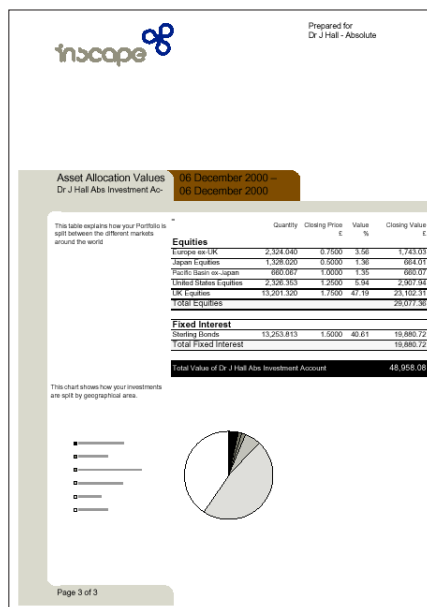 Prepared for
Dr J Hall - Absolute
inscape
Asset Allocation Values
Dr J Hall Abs Investment Ac-
06 December 2000 –
06 December 2000
This table explains how your Portfolio is
split between the different markets
around the world
Quantity Closing Price Value Closing Value
£ % £
Equities
Europe ex-UK 2,324.040 0.7500 3.56 1,743.03
Japan Equities 1,328.020 0.5000 1.36 664.01
Pacific Basin ex-Japan 660.067 1.0000 1.35 660.07
United States Equities 2,326.353 1.2500 5.94 2,907.94
UK Equities 13,201.320 1.7500 47.19 23,102.31
Total Equities 29,077.36
Fixed Interest
Sterling Bonds 13,253.813 1.5000 40.61 19,880.72
Total Fixed Interest 19,880.72
Total Value of Dr J Hall Abs Investment Account 48,958.08
This chart shows how your investments
are split by geographical area.
Page 3 of 3